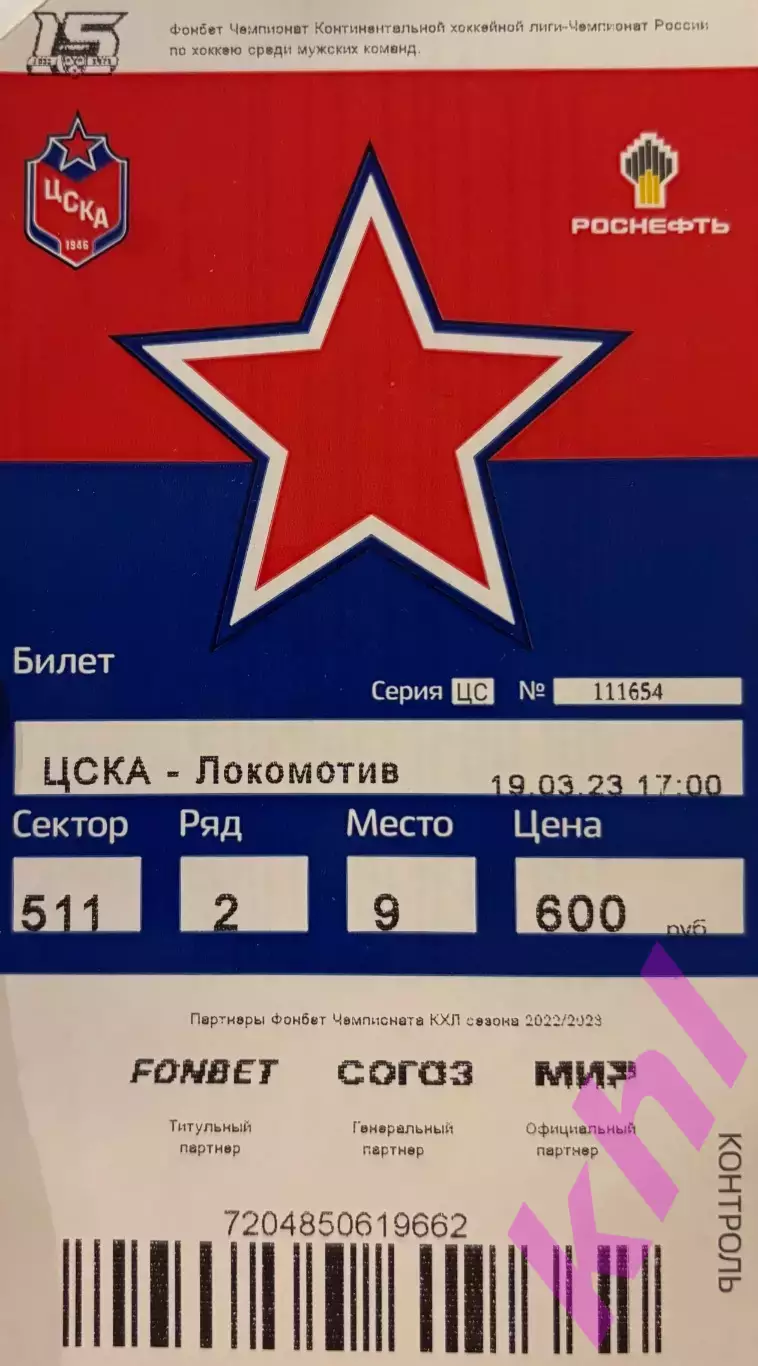 15
Фонбет Чемпионат Континентальной хоккейной лиги-Чемпионат России
по хоккею среди мужских команд.
ЦСКА
1946
РОСНЕФТЬ
Билет
Серия ЦС № 111654
ЦСКА - Локомотив 19.03.23 17:00
Сектор Ряд Место Цена
511 2 9 600 руб
Партнеры Фонбет Чемпионата КХЛ сезона 2022/2023
FONBET СОГАЗ МИР
Титульный Генеральный Официальный
партнер партнер партнер
khl
КОНТРОЛЬ
7204850619662